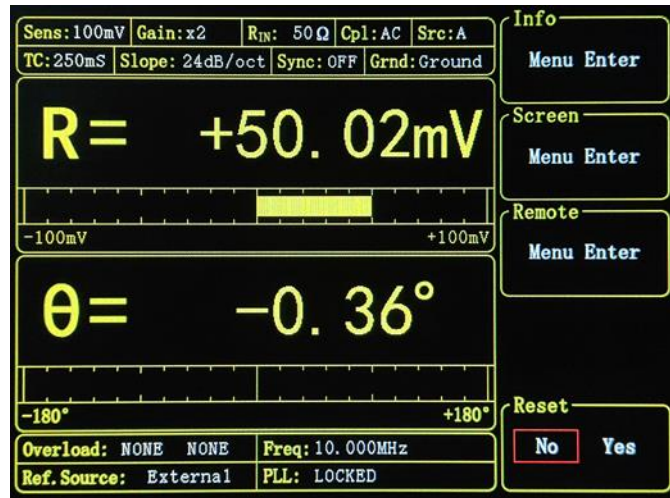 Sens:100mV Gain:x2 RIN: 50Ω Cpl:AC Src:A
TC:250mS Slope: 24dB/oct Sync:OFF Grnd:Ground
R= +50.02mV
-100mV +100mV
θ= -0.36°
-180° +180°
Overload: NONE NONE Freq:10.000MHz
Ref.Source: External PLL: LOCKED
Info
Menu Enter
Screen
Menu Enter
Remote
Menu Enter
Reset
No Yes